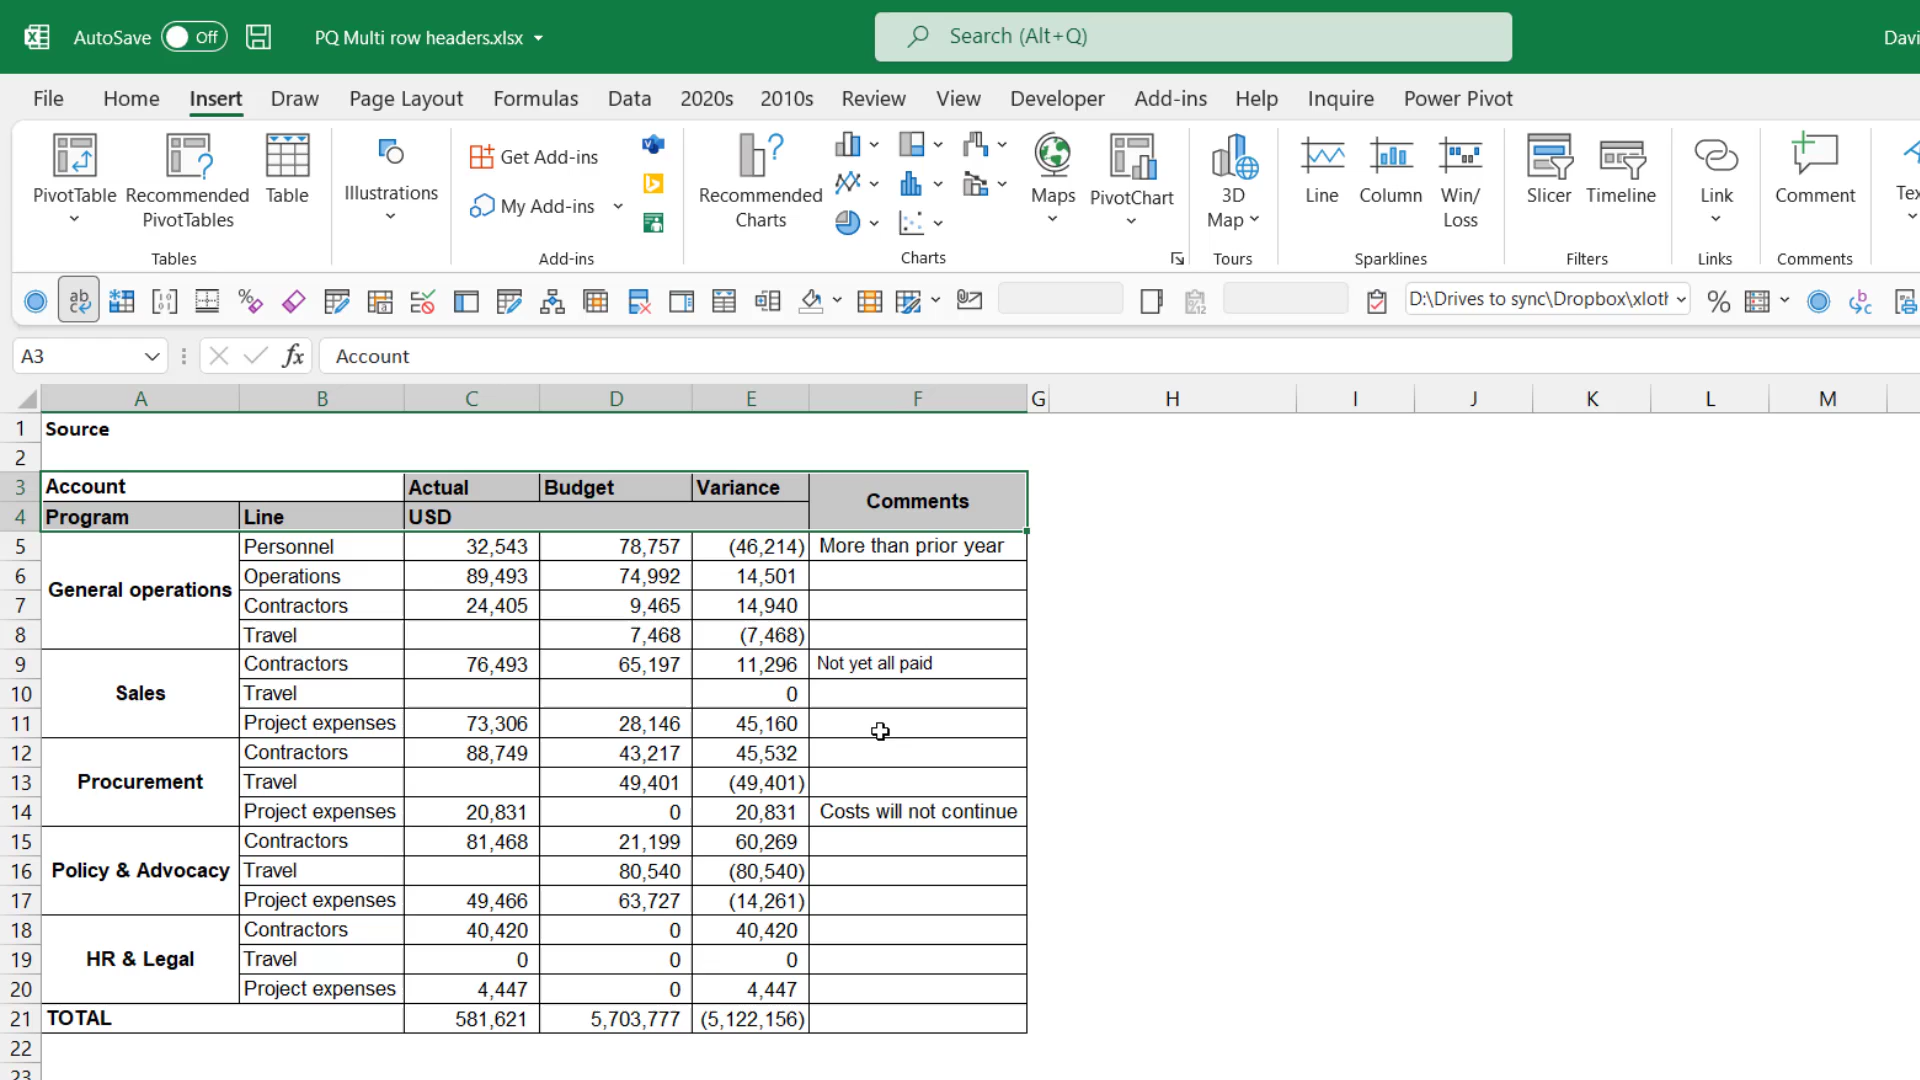 AutoSave Off PQ Multi row headers.xlsx Search (Alt+Q) Davi
File Home Insert Draw Page Layout Formulas Data 2020s 2010s Review View Developer Add-ins Help Inquire Power Pivot
PivotTable Recommended PivotTables Table Illustrations Get Add-ins My Add-ins Recommended Charts Maps PivotChart 3D Map Line Column Win/ Loss Slicer Timeline Link Comment Tex
Tables Add-ins Charts Tours Sparklines Filters Links Comments
D:\Drives to sync\Dropbox\xlotl
A3 fx Account
A B C D E F G H I J K L M
1 Source
2
3 Account Actual Budget Variance Comments
4 Program Line USD
5 General operations Personnel 32,543 78,757 (46,214) More than prior year
6 Operations 89,493 74,992 14,501
7 Contractors 24,405 9,465 14,940
8 Travel 7,468 (7,468)
9 Sales Contractors 76,493 65,197 11,296 Not yet all paid
10 Travel 0
11 Project expenses 73,306 28,146 45,160
12 Procurement Contractors 88,749 43,217 45,532
13 Travel 49,401 (49,401)
14 Project expenses 20,831 0 20,831 Costs will not continue
15 Policy & Advocacy Contractors 81,468 21,199 60,269
16 Travel 80,540 (80,540)
17 Project expenses 49,466 63,727 (14,261)
18 HR & Legal Contractors 40,420 0 40,420
19 Travel 0 0 0
20 Project expenses 4,447 0 4,447
21 TOTAL 581,621 5,703,777 (5,122,156)
22
23